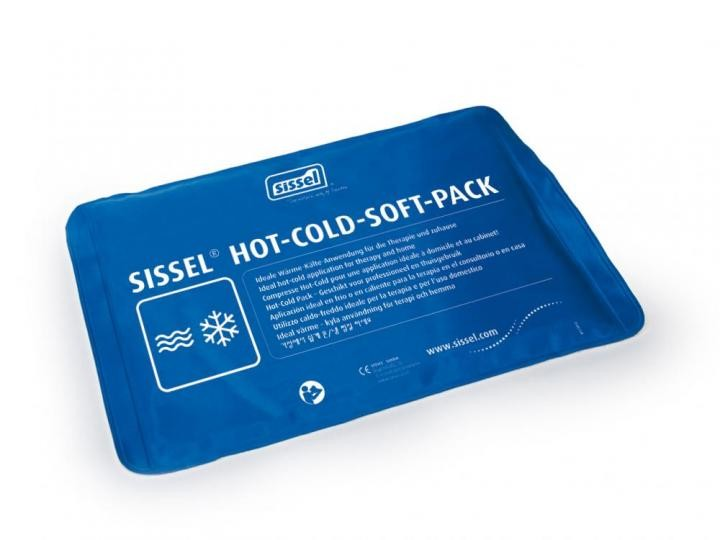 sissel
SISSEL® HOT-COLD-SOFT-PACK
Ideale Wärme-Kälte-Anwendung für die Therapie und zuhause
Ideal hot-cold application for therapy and home
Compresse Hot-Cold pour une application idéale à domicile et au cabinet!
Hot-Cold Pack - Geschikt voor professioneel en thuisgebruik
Aplicación ideal en frío o en caliente para la terapia en el consultorio o en casa
Utilizzo caldo-freddo ideale per la terapia e per l'uso domestico
Ideal värme - kyla användning för terapi och hemma
www.sissel.com
CE